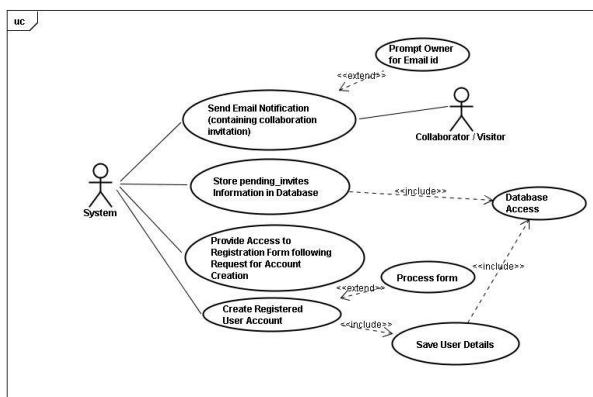 uc
Prompt Owner
for Email id
<<extend>>
Send Email Notification
(containing collaboration
invitation)
Collaborator / Visitor
Store pending_invites
Information in Database
<<include>>
Database
Access
System
Provide Access to
Registration Form following
Request for Account
Creation
<<include>>
Process form
<<extend>>
Create Registered
User Account
<<include>>
Save User Details